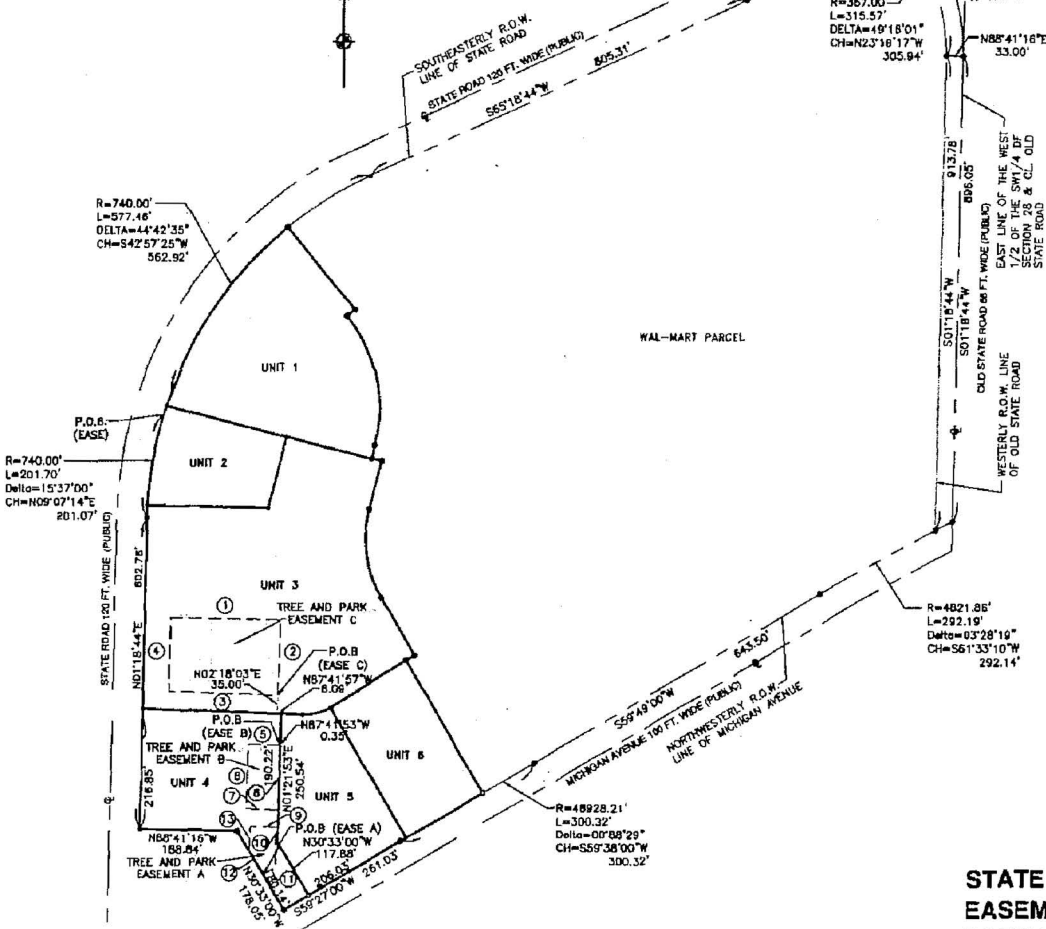 R=367.00'
L=315.57'
DELTA=49°18'01"
CH=N23°18'17"W
305.94'
N88°41'16"E
33.00'
SOUTHEASTERLY R.O.W.
LINE OF STATE ROAD
STATE ROAD 120 FT. WIDE (PUBLIC)
S65°18'44"W
805.31'
R=740.00'
L=577.46'
DELTA=44°42'35"
CH=S42°57'25"W
562.92'
913.78'
896.05'
S01°18'44"W
S01°18'44"W
OLD STATE ROAD 66 FT. WIDE (PUBLIC)
EAST LINE OF THE WEST
1/2 OF THE SW1/4 OF
SECTION 28 & CL OLD
STATE ROAD
WAL-MART PARCEL
UNIT 1
P.O.B.
(EASE)
UNIT 2
R=740.00'
L=201.70'
Delta=15°37'00"
CH=N09°07'14"E
201.07'
WESTERLY R.O.W. LINE
OF OLD STATE ROAD
STATE ROAD 120 FT. WIDE (PUBLIC)
602.78'
N01°18'44"E
UNIT 3
1
TREE AND PARK
EASEMENT C
4
2
P.O.B
(EASE C)
N02°18'03"E
35.00'
N87°41'57"W
6.09'
3
P.O.B
(EASE B)
5
N87°41'53"W
0.35'
TREE AND PARK
EASEMENT B
8
190.22'
N01°21'53"E
250.54'
UNIT 4
7
6
UNIT 5
UNIT 6
216.85'
9
13
10
P.O.B (EASE A)
N30°33'00"W
117.88'
N88°41'16"W
168.84'
TREE AND PARK
EASEMENT A
12
11
N30°33'00"W
178.05'
206.03'
S59°27'00"W 261.03'
R=4821.86'
L=292.19'
Delta=03°28'19"
CH=S61°33'10"W
292.14'
643.50'
S59°49'00"W
MICHIGAN AVENUE 100 FT. WIDE (PUBLIC)
NORTHWESTERLY R.O.W.
LINE OF MICHIGAN AVENUE
R=46928.21'
L=300.32'
CH=S59°38'00"W
300.32'
STATE
EASEM